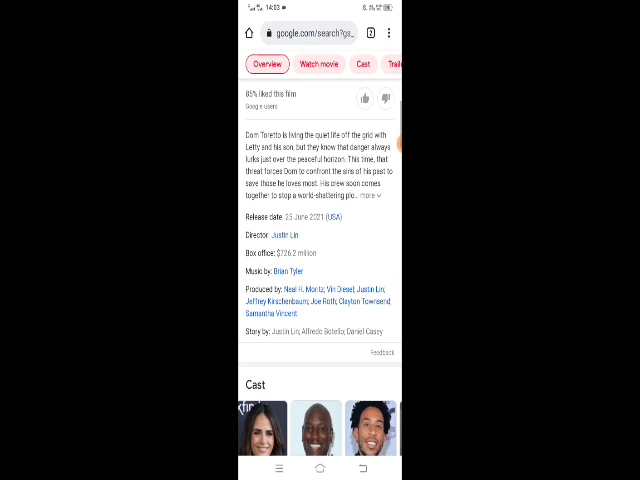 14:03
google.com/search?gs_
2
Overview Watch movie Cast Traile
85% liked this film
Google users
Dom Toretto is living the quiet life off the grid with
Letty and his son, but they know that danger always
lurks just over the peaceful horizon. This time, that
threat forces Dom to confront the sins of his past to
save those he loves most. His crew soon comes
together to stop a world-shattering plo... more
Release date: 25 June 2021 (USA)
Director: Justin Lin
Box office: $726.2 million
Music by: Brian Tyler
Produced by: Neal H. Moritz; Vin Diesel; Justin Lin;
Jeffrey Kirschenbaum; Joe Roth; Clayton Townsend;
Samantha Vincent
Story by: Justin Lin; Alfredo Botello; Daniel Casey
Feedback
Cast